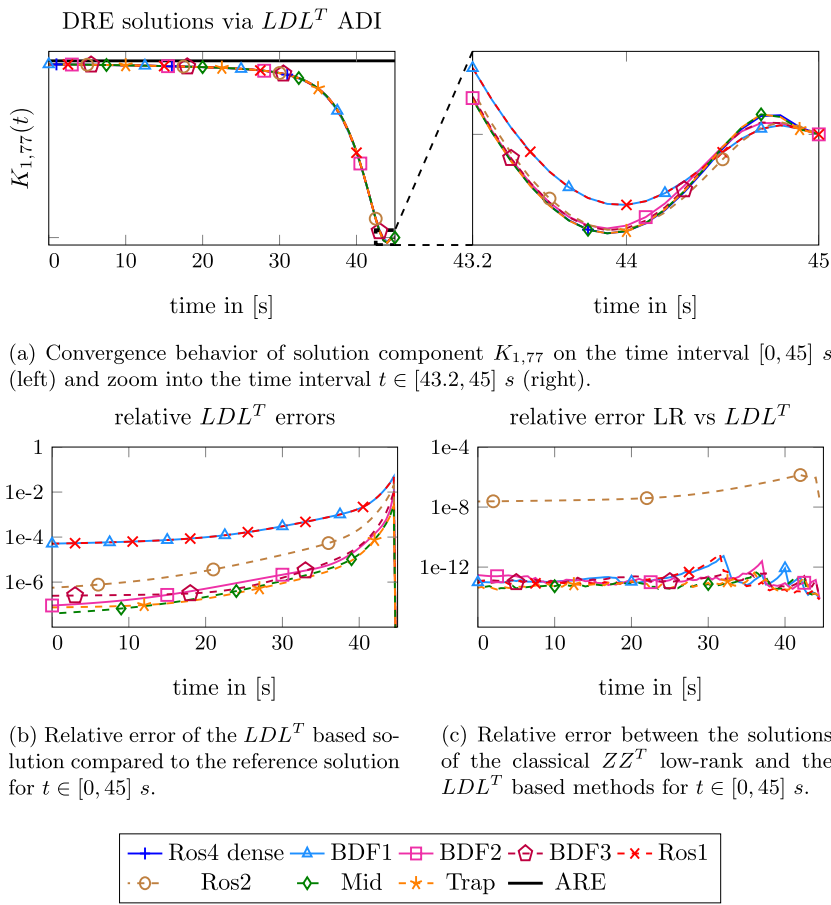 DRE solutions via LDL^T ADI
K_{1,77}(t)
0 10 20 30 40
43.2 44 45
time in [s] time in [s]
(a) Convergence behavior of solution component K_{1,77} on the time interval [0, 45] s
(left) and zoom into the time interval t ∈ [43.2, 45] s (right).
relative LDL^T errors
1
1e-2
1e-4
1e-6
0 10 20 30 40
time in [s]
relative error LR vs LDL^T
1e-4
1e-8
1e-12
0 10 20 30 40
time in [s]
(b) Relative error of the LDL^T based so-
lution compared to the reference solution
for t ∈ [0, 45] s.
(c) Relative error between the solutions
of the classical ZZ^T low-rank and the
LDL^T based methods for t ∈ [0, 45] s.
Ros4 dense BDF1 BDF2 BDF3 Ros1
Ros2 Mid Trap ARE